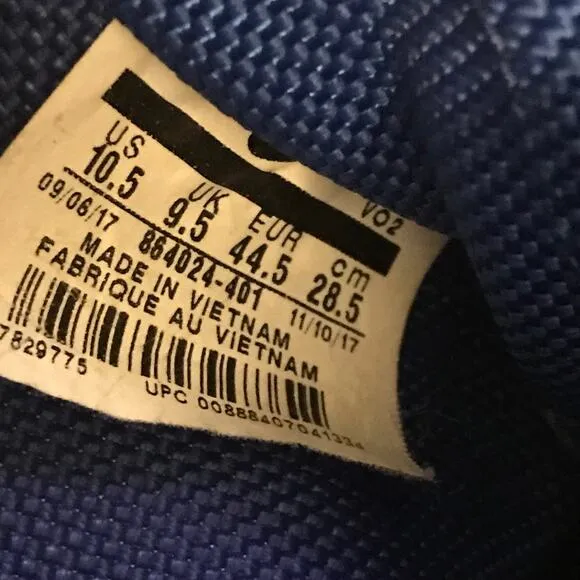 VO2
US UK EUR cm
10.5 9.5 44.5 28.5
09/06/17 864024-401 11/10/17
MADE IN VIETNAM
FABRIQUE AU VIETNAM
7829775
UPC 00888407041334